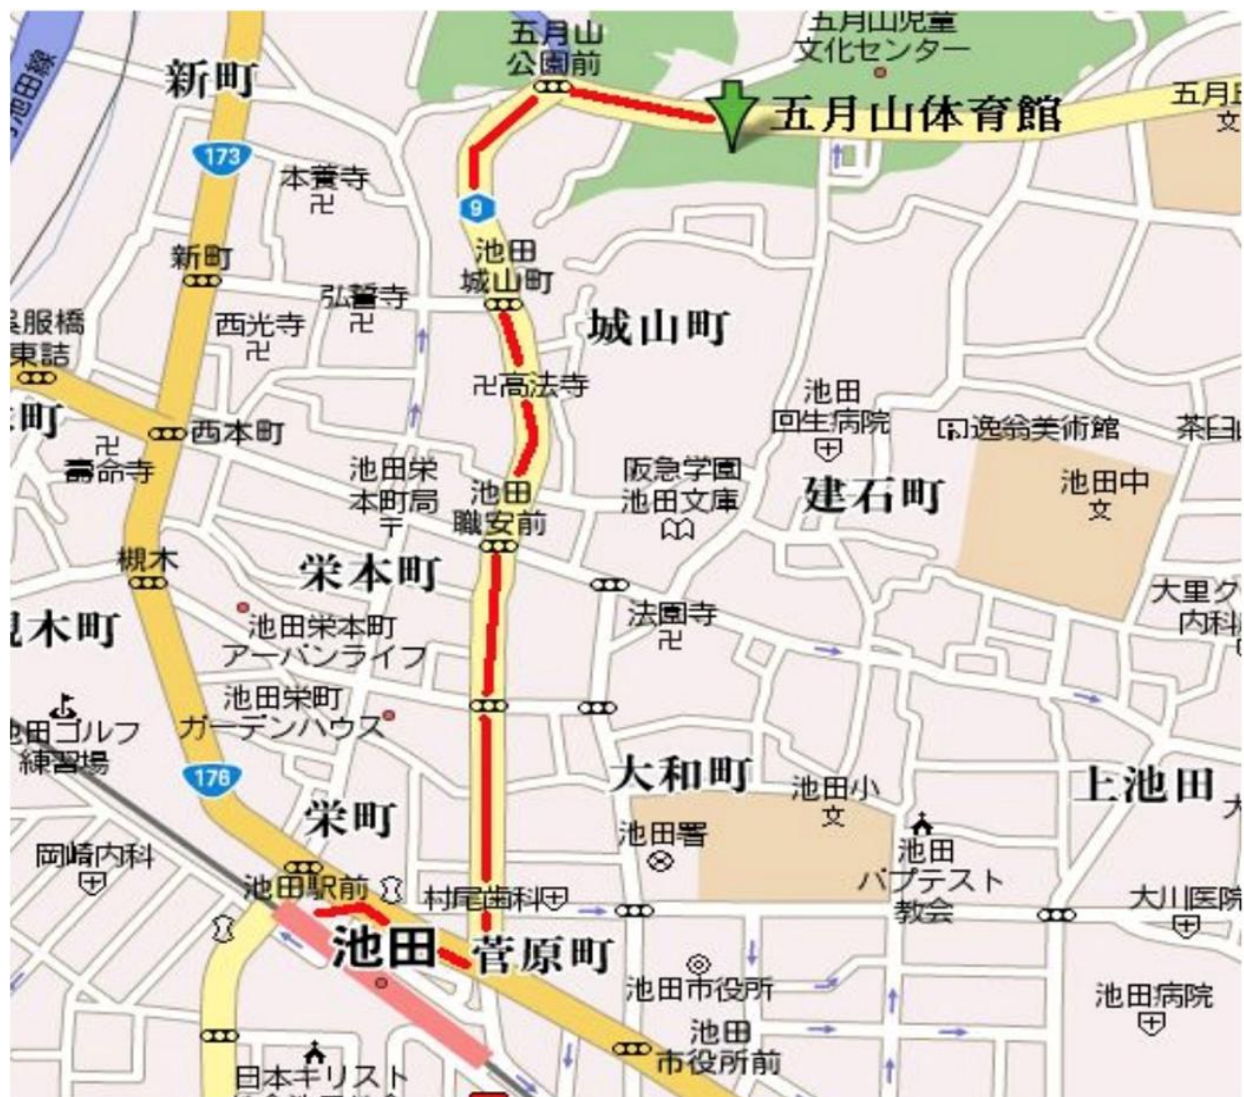 五月山児童
文化センター
五月山
公園前
新町
五月山体育館
173
本養寺
9
新町
池田
城山町
弘誓寺
西光寺
城山町
呉服橋
東詰
高法寺
池田
回生病院
逸翁美術館
茶臼山
西本町
壽命寺
池田栄
本町局
池田
職安前
阪急学園
池田文庫
建石町
池田中
文
槻木
栄本町
法園寺
池田栄本町
アーバンライフ
池田栄町
ガーデンハウス
池田ゴルフ
練習場
176
大和町
池田小
文
上池田
栄町
池田署
岡崎内科
池田駅前
村尾歯科
池田
バプテスト
教会
大川医院
池田
菅原町
池田市役所
池田病院
池田
市役所前
日本キリスト